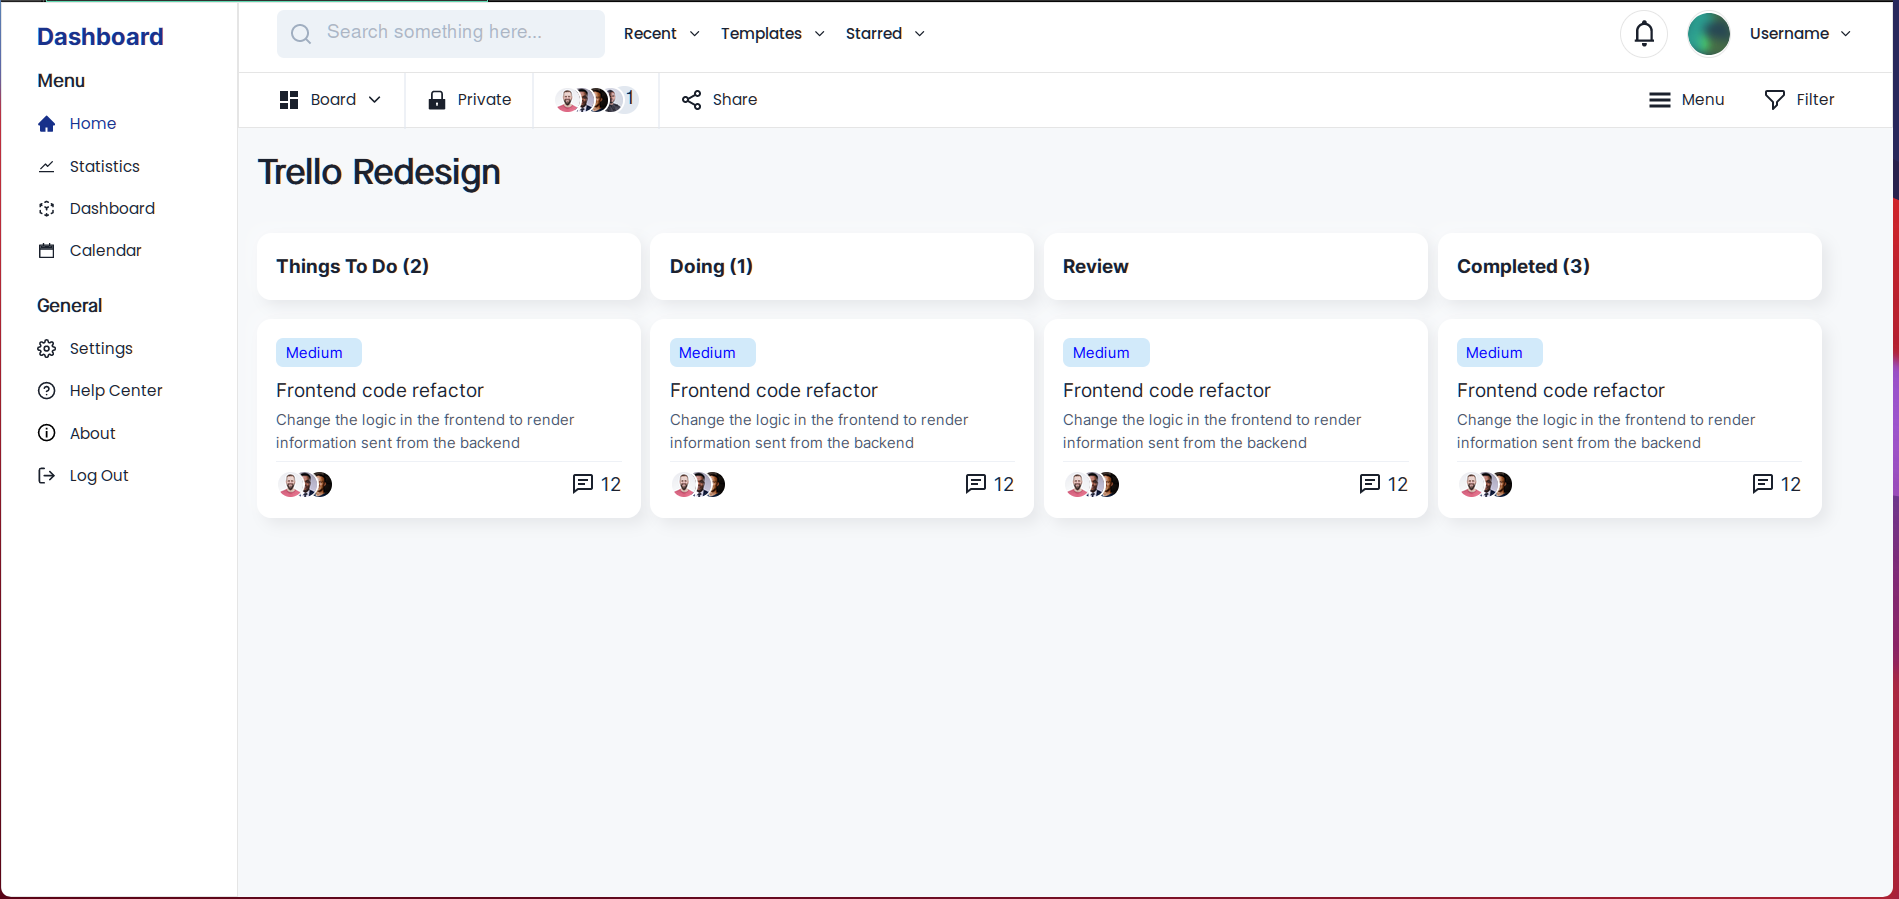 Dashboard
Menu
Home
Statistics
Dashboard
Calendar
General
Settings
Help Center
About
Log Out
Search something here...
Recent
Templates
Starred
Username
Board
Private
1
Share
Menu
Filter
Trello Redesign
Things To Do (2)
Medium
Frontend code refactor
Change the logic in the frontend to render
information sent from the backend
12
Doing (1)
Medium
Frontend code refactor
Change the logic in the frontend to render
information sent from the backend
12
Review
Medium
Frontend code refactor
Change the logic in the frontend to render
information sent from the backend
12
Completed (3)
Medium
Frontend code refactor
Change the logic in the frontend to render
information sent from the backend
12